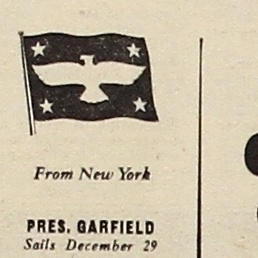 From New York
PRES. GARFIELD
Sails December 29